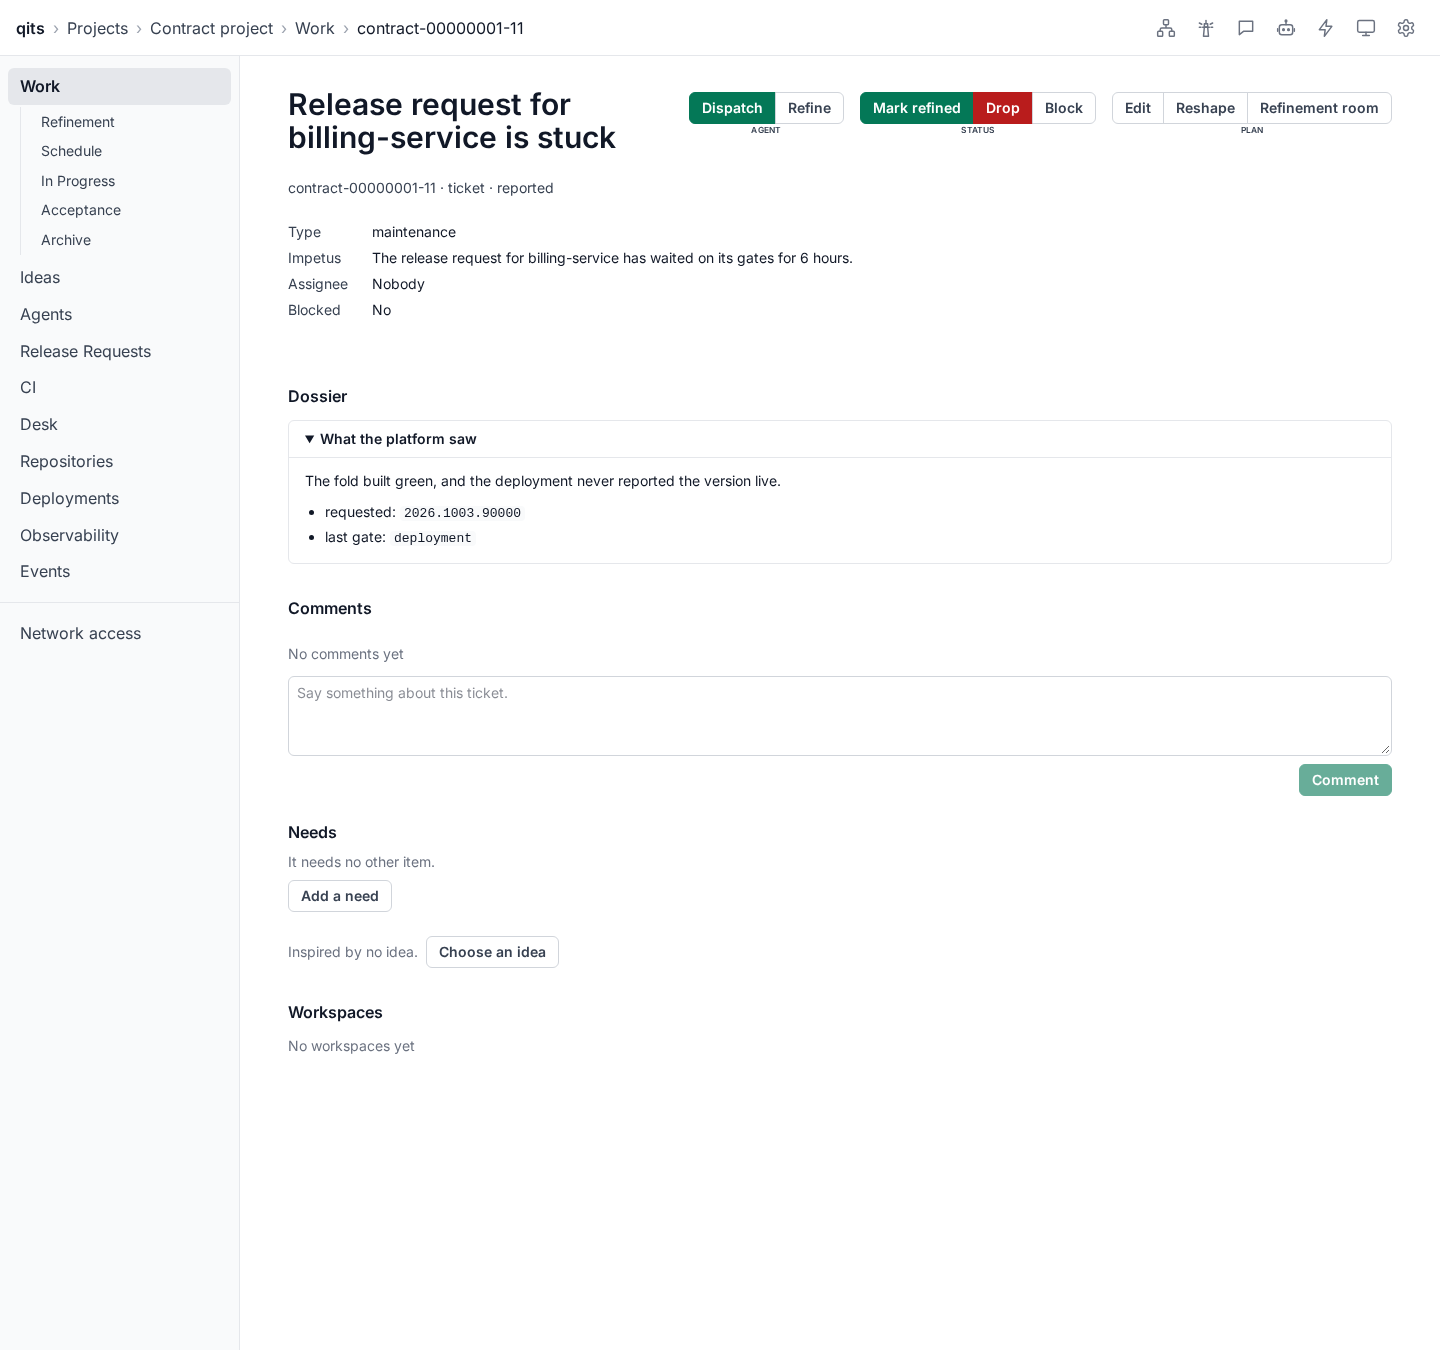 qits › Projects › Contract project › Work › contract-00000001-11
Work
Refinement
Schedule
In Progress
Acceptance
Archive
Ideas
Agents
Release Requests
CI
Desk
Repositories
Deployments
Observability
Events
Network access
Release request for
billing-service is stuck
Dispatch Refine
AGENT
Mark refined Drop Block
STATUS
Edit Reshape Refinement room
PLAN
contract-00000001-11 · ticket · reported
Type maintenance
Impetus The release request for billing-service has waited on its gates for 6 hours.
Assignee Nobody
Blocked No
Dossier
▼ What the platform saw
The fold built green, and the deployment never reported the version live.
• requested: 2026.1003.90000
• last gate: deployment
Comments
No comments yet
Say something about this ticket.
Comment
Needs
It needs no other item.
Add a need
Inspired by no idea. Choose an idea
Workspaces
No workspaces yet